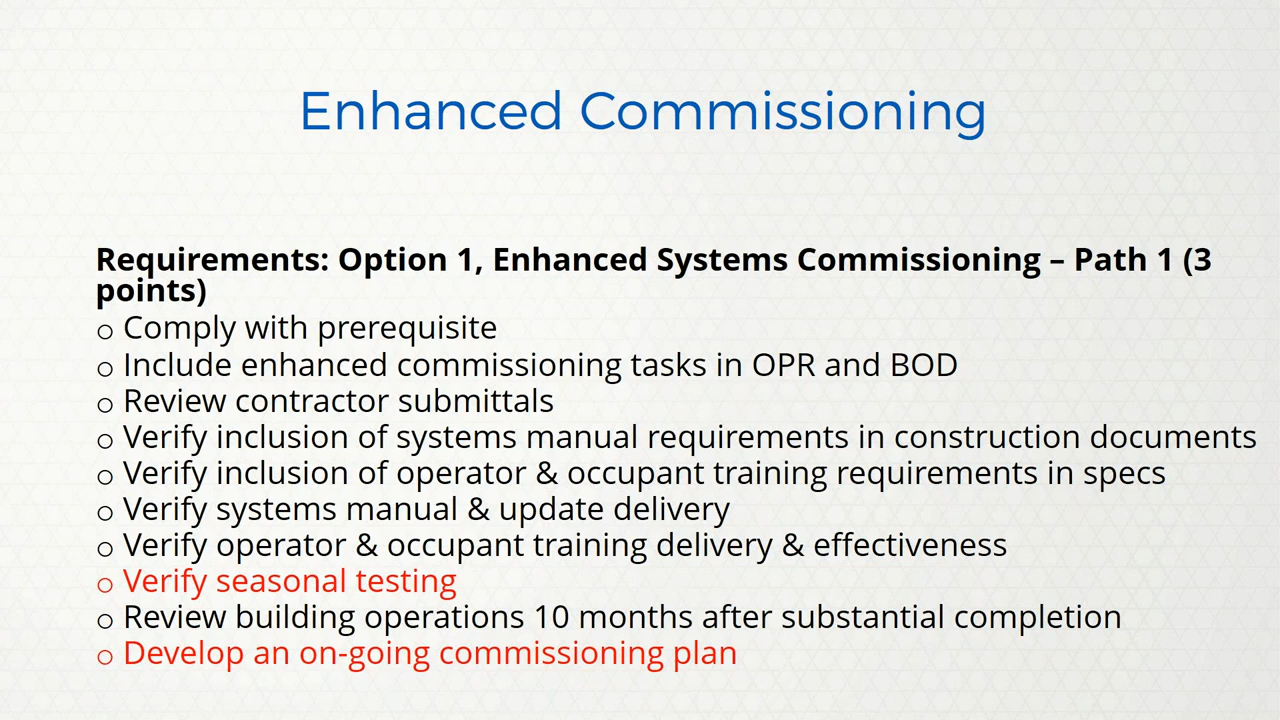 Enhanced Commissioning
Requirements: Option 1, Enhanced Systems Commissioning – Path 1 (3
points)
○ Comply with prerequisite
○ Include enhanced commissioning tasks in OPR and BOD
○ Review contractor submittals
○ Verify inclusion of systems manual requirements in construction documents
○ Verify inclusion of operator & occupant training requirements in specs
○ Verify systems manual & update delivery
○ Verify operator & occupant training delivery & effectiveness
○ Verify seasonal testing
○ Review building operations 10 months after substantial completion
○ Develop an on-going commissioning plan